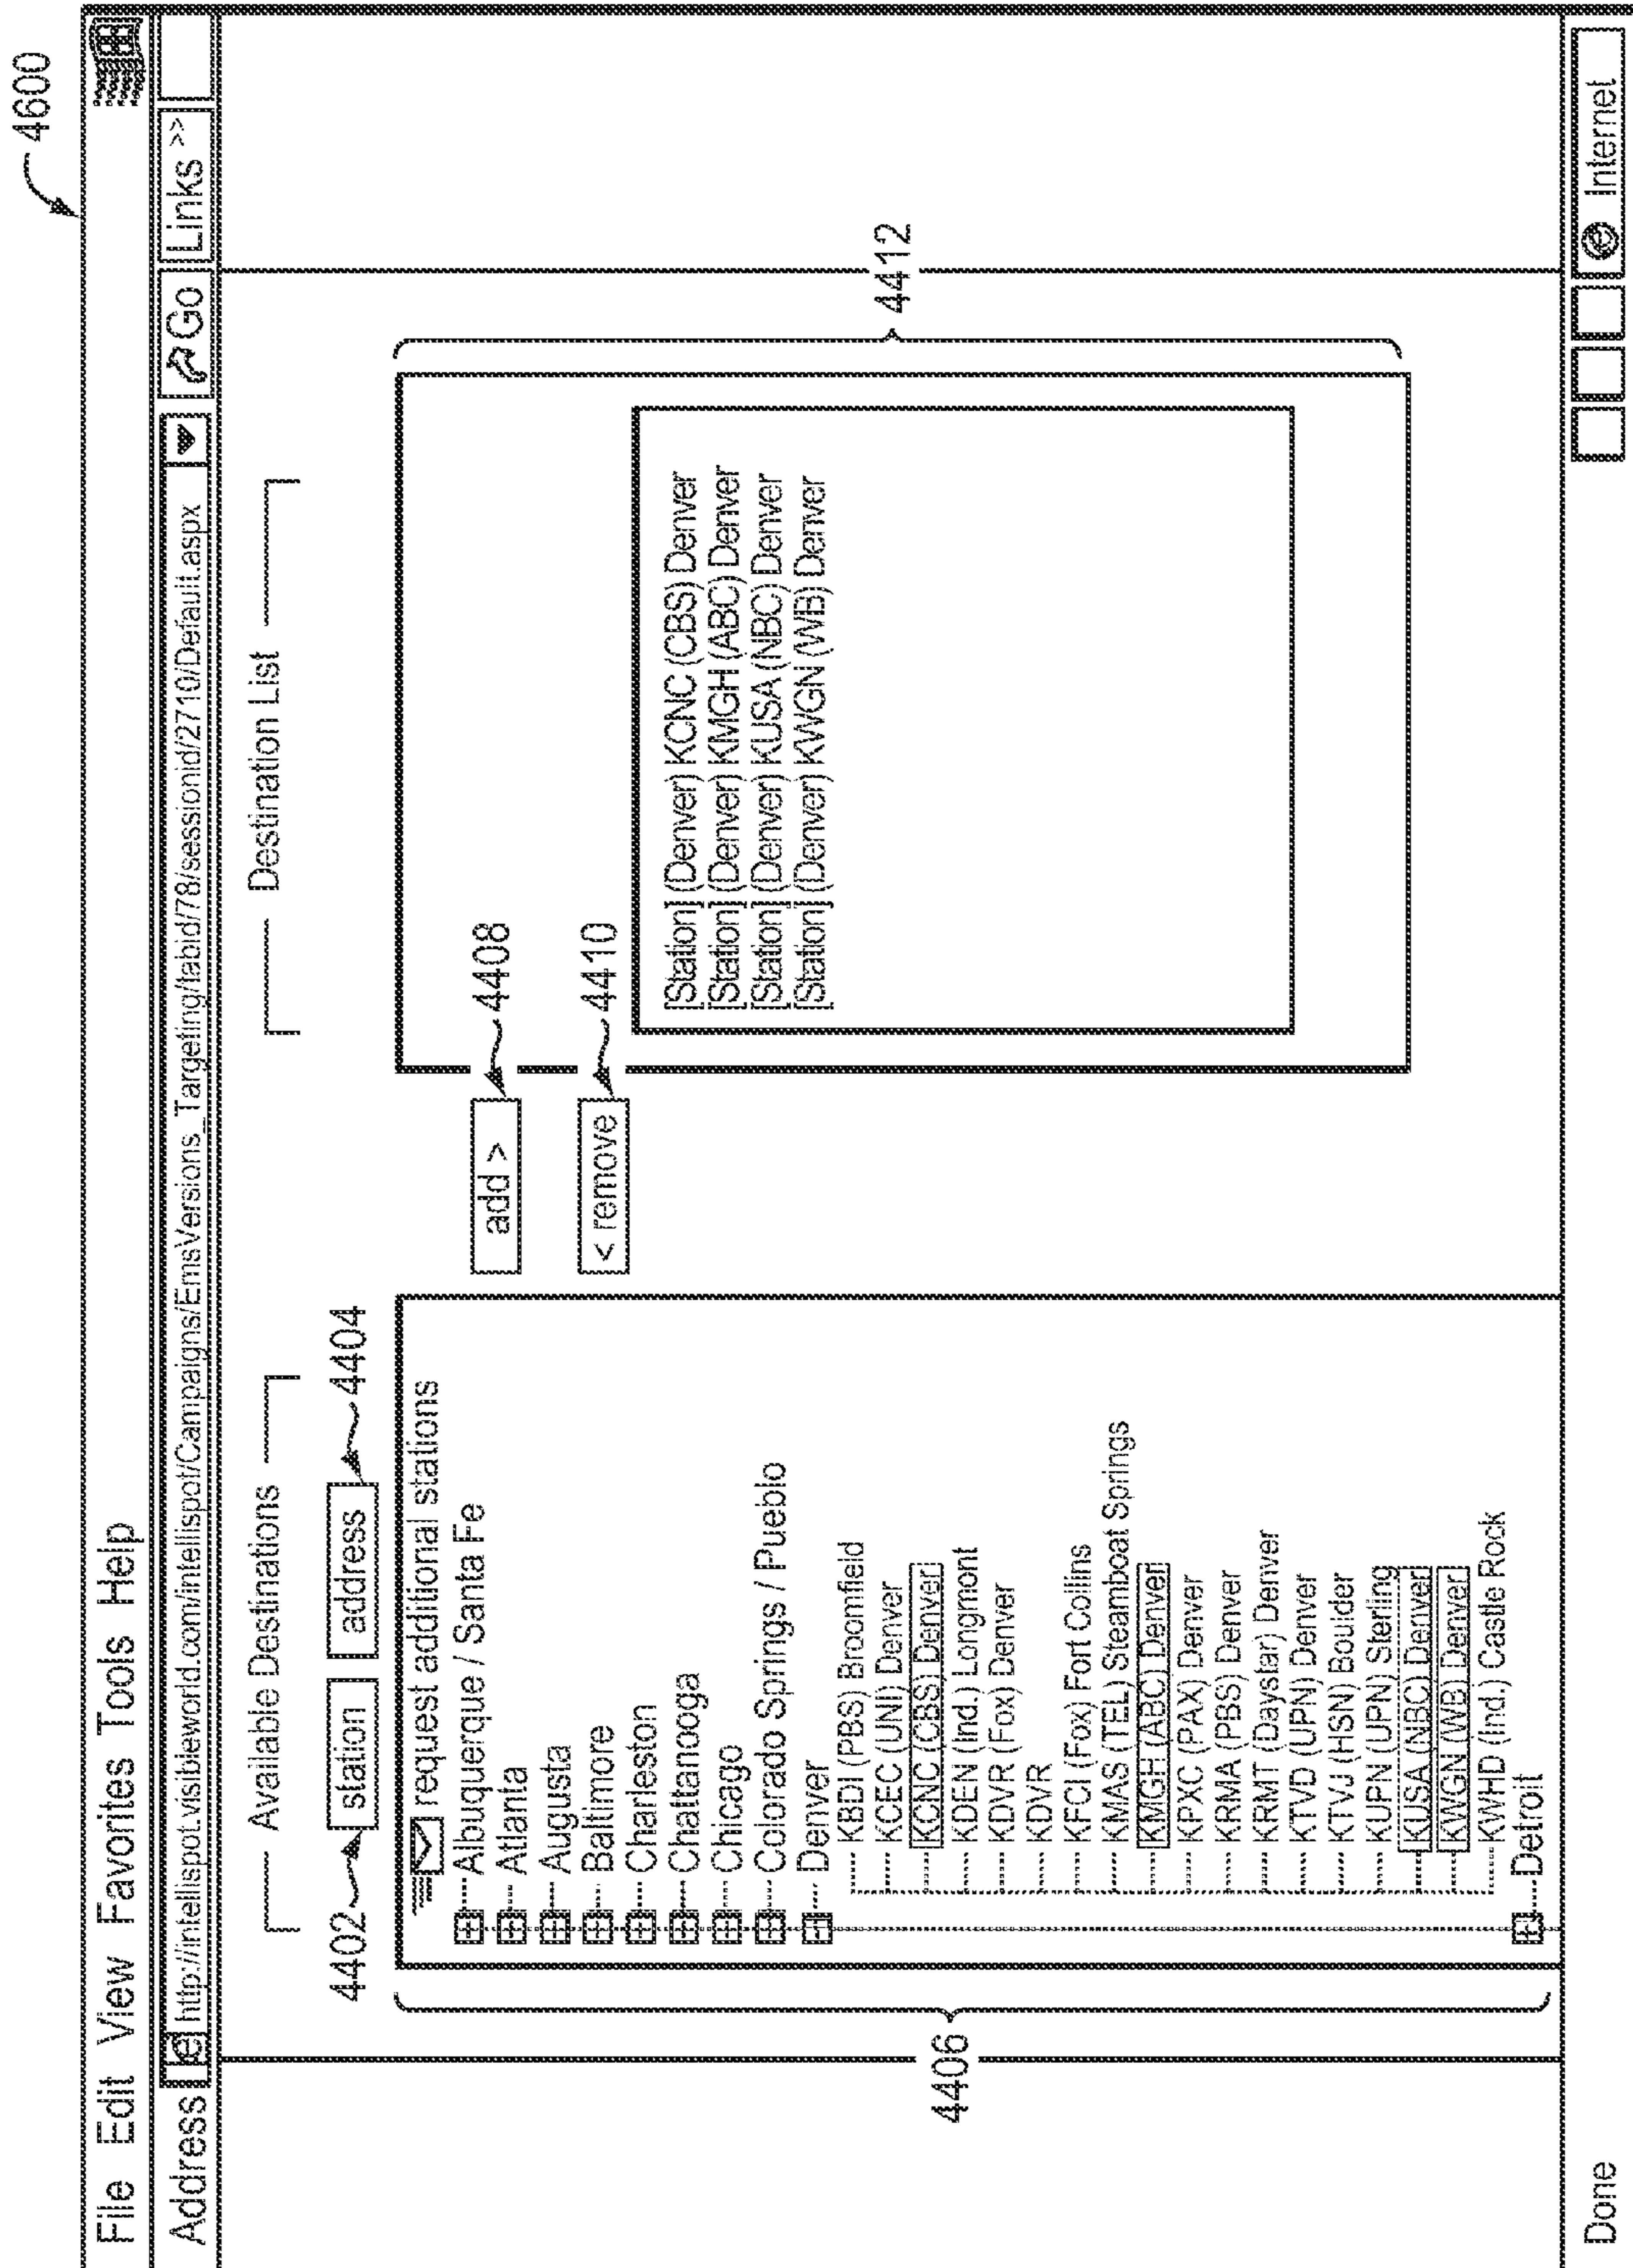 4600
File Edit View Favorites Tools Help
Address http://intellispot.visibleworld.com/intellispot/Campaigns/EmsVersions_Targeting/tabid/78/sessionid/2710/Default.aspx Go Links >>
Available Destinations
Destination List
4402 station address 4404
request additional stations
Albuquerque / Santa Fe
Atlanta
Augusta
Baltimore
Charleston
Chattanooga
Chicago
Colorado Springs / Pueblo
Denver
KBDI (PBS) Broomfield
KCEC (UNI) Denver
KCNC (CBS) Denver
KDEN (Ind.) Longmont
KDVR (Fox) Denver
KDVR
KFCI (Fox) Fort Collins
KMAS (TEL) Steamboat Springs
KMGH (ABC) Denver
KPXC (PAX) Denver
KRMA (PBS) Denver
KRMT (Daystar) Denver
KTVD (UPN) Denver
KTVJ (HSN) Boulder
KUPN (UPN) Sterling
KUSA (NBC) Denver
KWGN (WB) Denver
KWHD (Ind.) Castle Rock
Detroit
4406
add > 4408
< remove 4410
[Station] (Denver) KCNC (CBS) Denver
[Station] (Denver) KMGH (ABC) Denver
[Station] (Denver) KUSA (NBC) Denver
[Station] (Denver) KWGN (WB) Denver
4412
Done
Internet